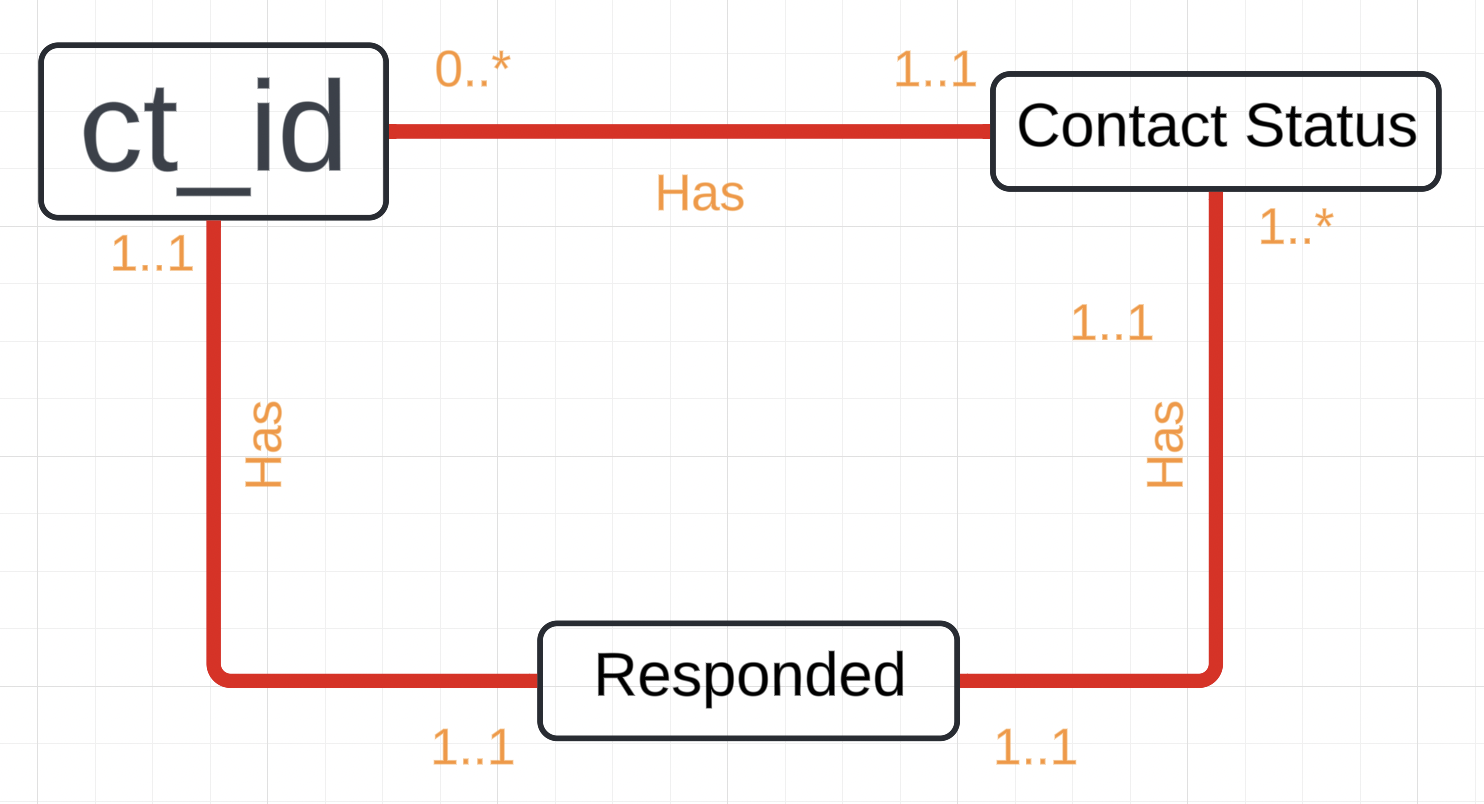 0..*
1..1
ct_id
Contact Status
Has
1..1
1..*
1..1
Has
Has
Responded
1..1
1..1